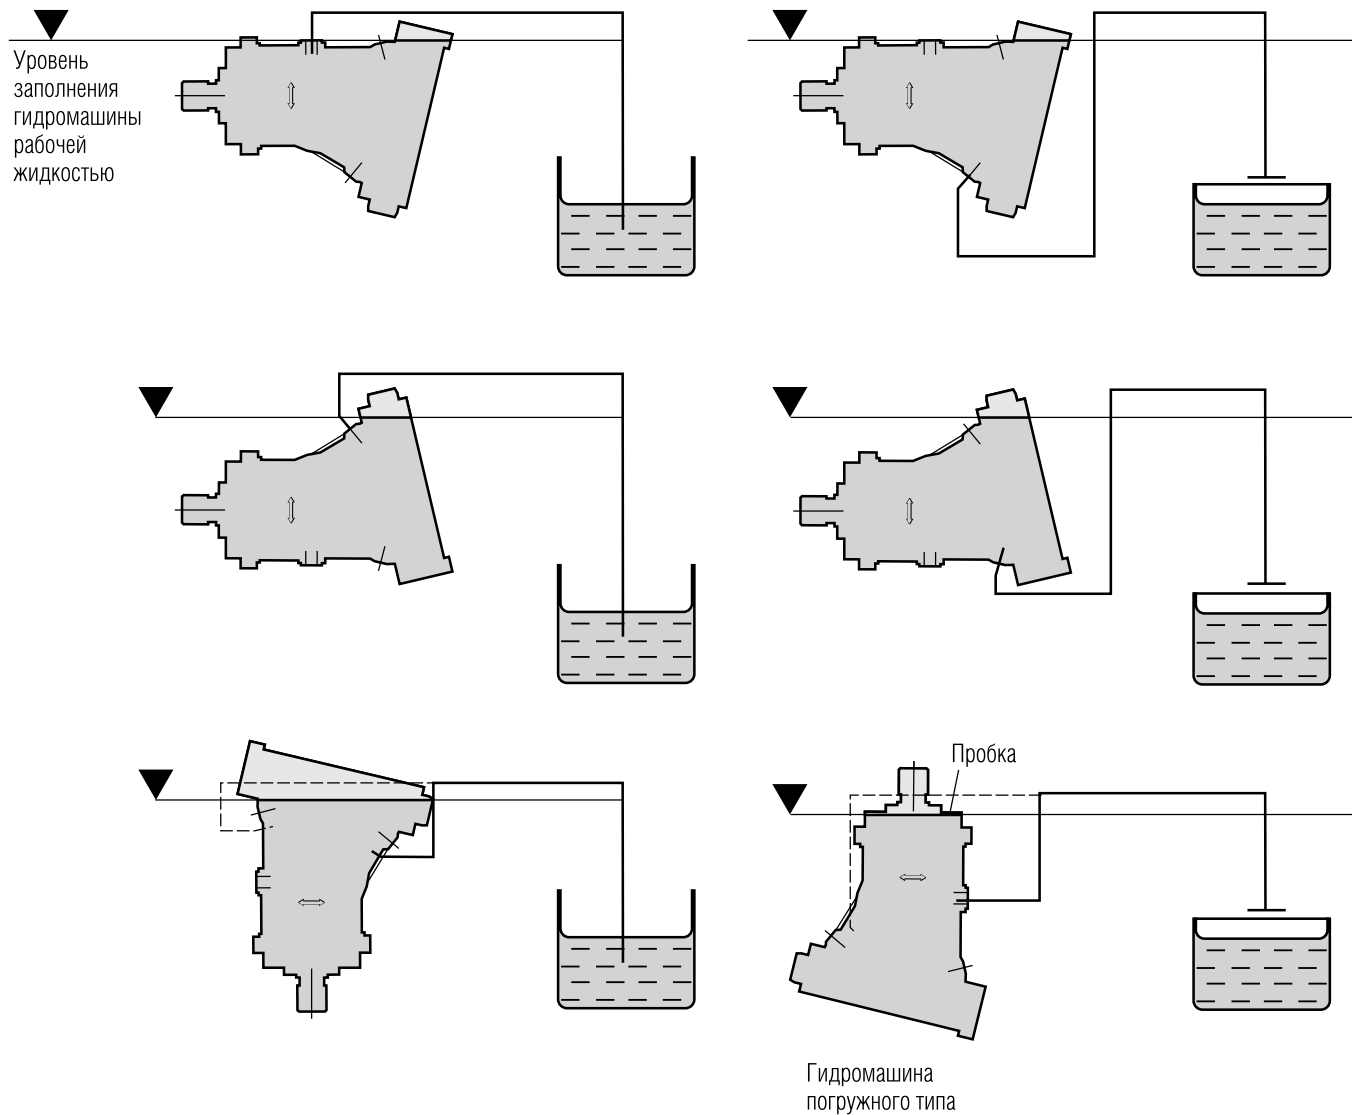 Уровень
заполнения
гидромашины
рабочей
жидкостью
Пробка
Гидромашина
погружного типа